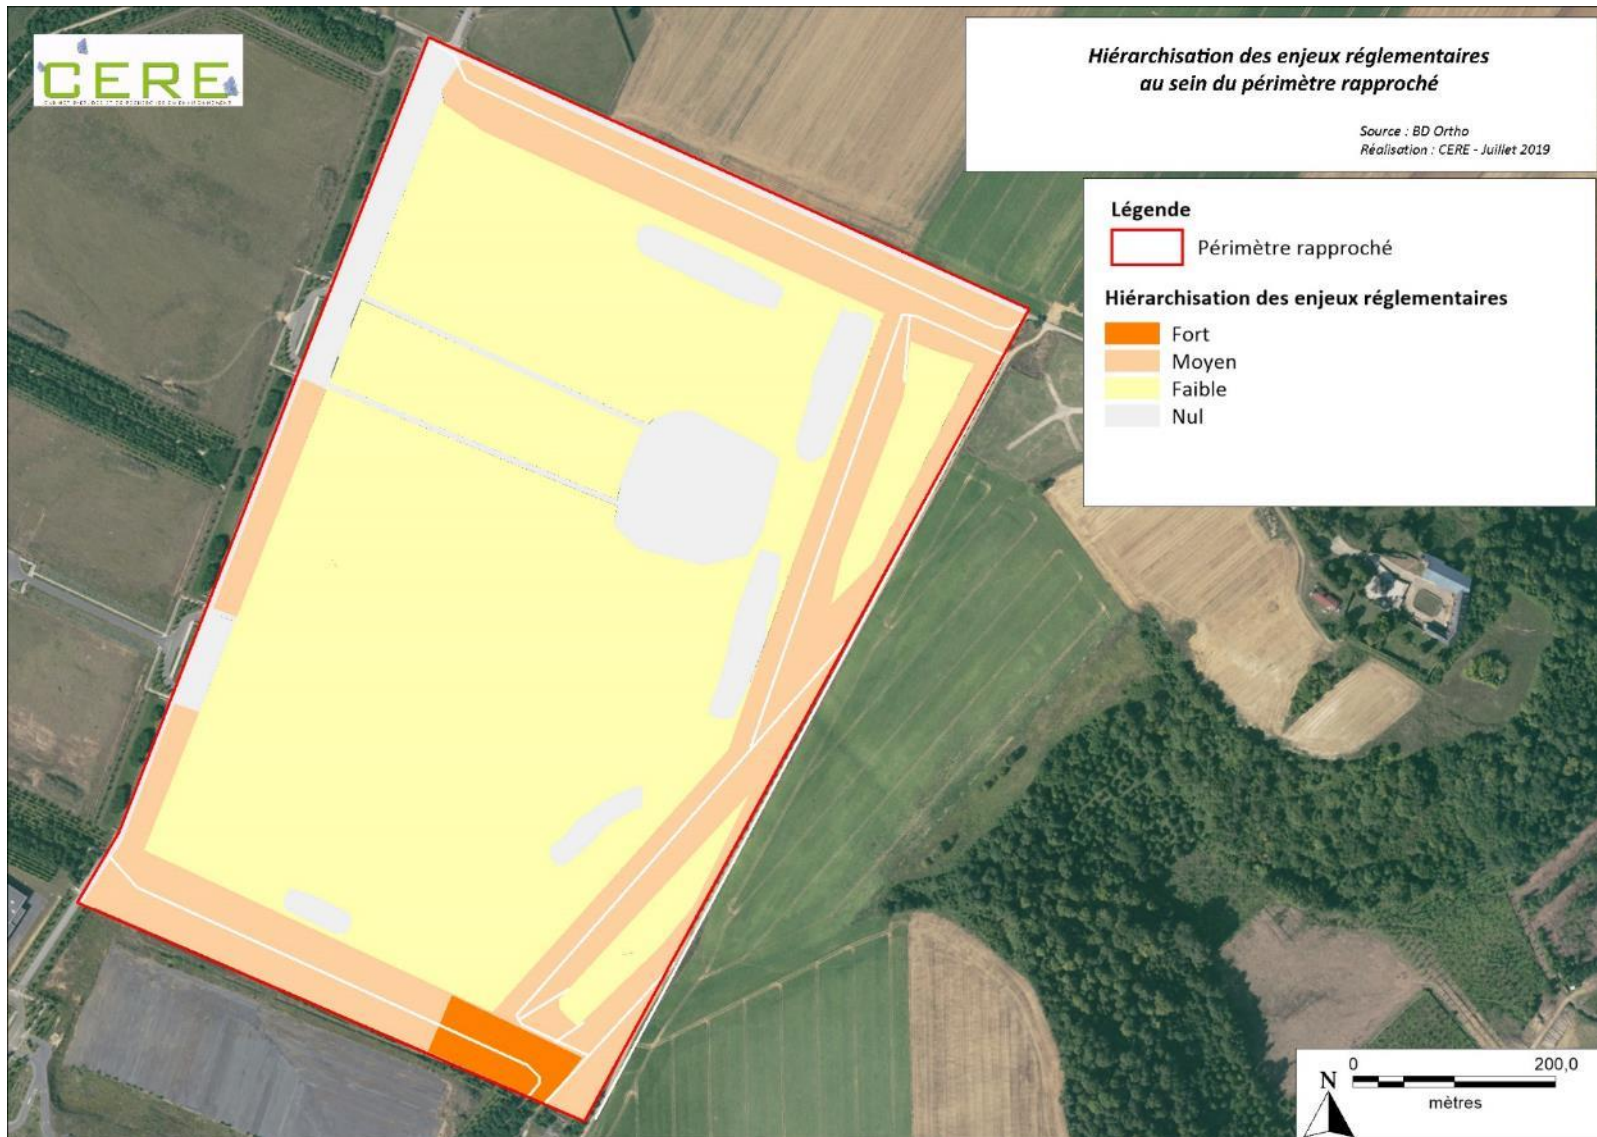 CERE
Hiérarchisation des enjeux réglementaires
au sein du périmètre rapproché
Source : BD Ortho
Réalisation : CERE - Juillet 2019
Légende
Périmètre rapproché
Hiérarchisation des enjeux réglementaires
Fort
Moyen
Faible
Nul
N
0 200,0
mètres